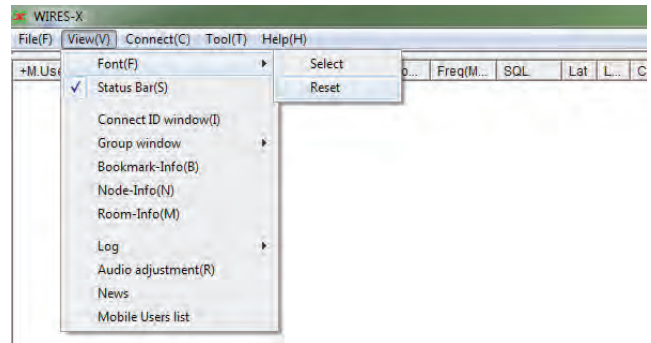 WIRES-X
File(F) View(V) Connect(C) Tool(T) Help(H)
+M.Use o... Freq(M... SQL Lat L... C
Font(F) Select
Status Bar(S) Reset
Connect ID window(I)
Group window
Bookmark-Info(B)
Node-Info(N)
Room-Info(M)
Log
Audio adjustment(R)
News
Mobile Users list